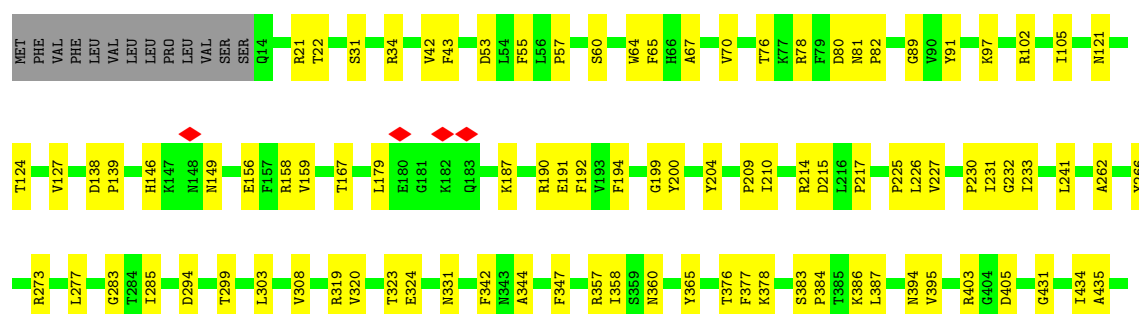 MET PHE VAL PHE LEU VAL LEU LEU PRO LEU VAL SER SER Q14 R21 T22 S31 R34 V42 F43 D53 L54 F55 L56 P57 S60 W64 F65 H66 A67 V70 T76 K77 R78 F79 D80 N81 P82 G89 V90 Y91 K97 R102 I105 N121
T124 V127 D138 P139 H146 K147 N148 N149 E156 F157 R158 V159 T167 L179 E180 G181 K182 Q183 K187 R190 E191 F192 V193 F194 G199 Y200 Y204 P209 I210 R214 D215 L216 P217 P225 L226 V227 P230 I231 G232 I233 L241 A262
R273 L277 G283 T284 I285 D294 T299 L303 V308 R319 V320 T323 E324 N331 F342 N343 A344 F347 R357 I358 S359 N360 Y365 T376 F377 K378 S383 P384 T385 K386 L387 N394 V395 R403 G404 D405 G431 I434 A435